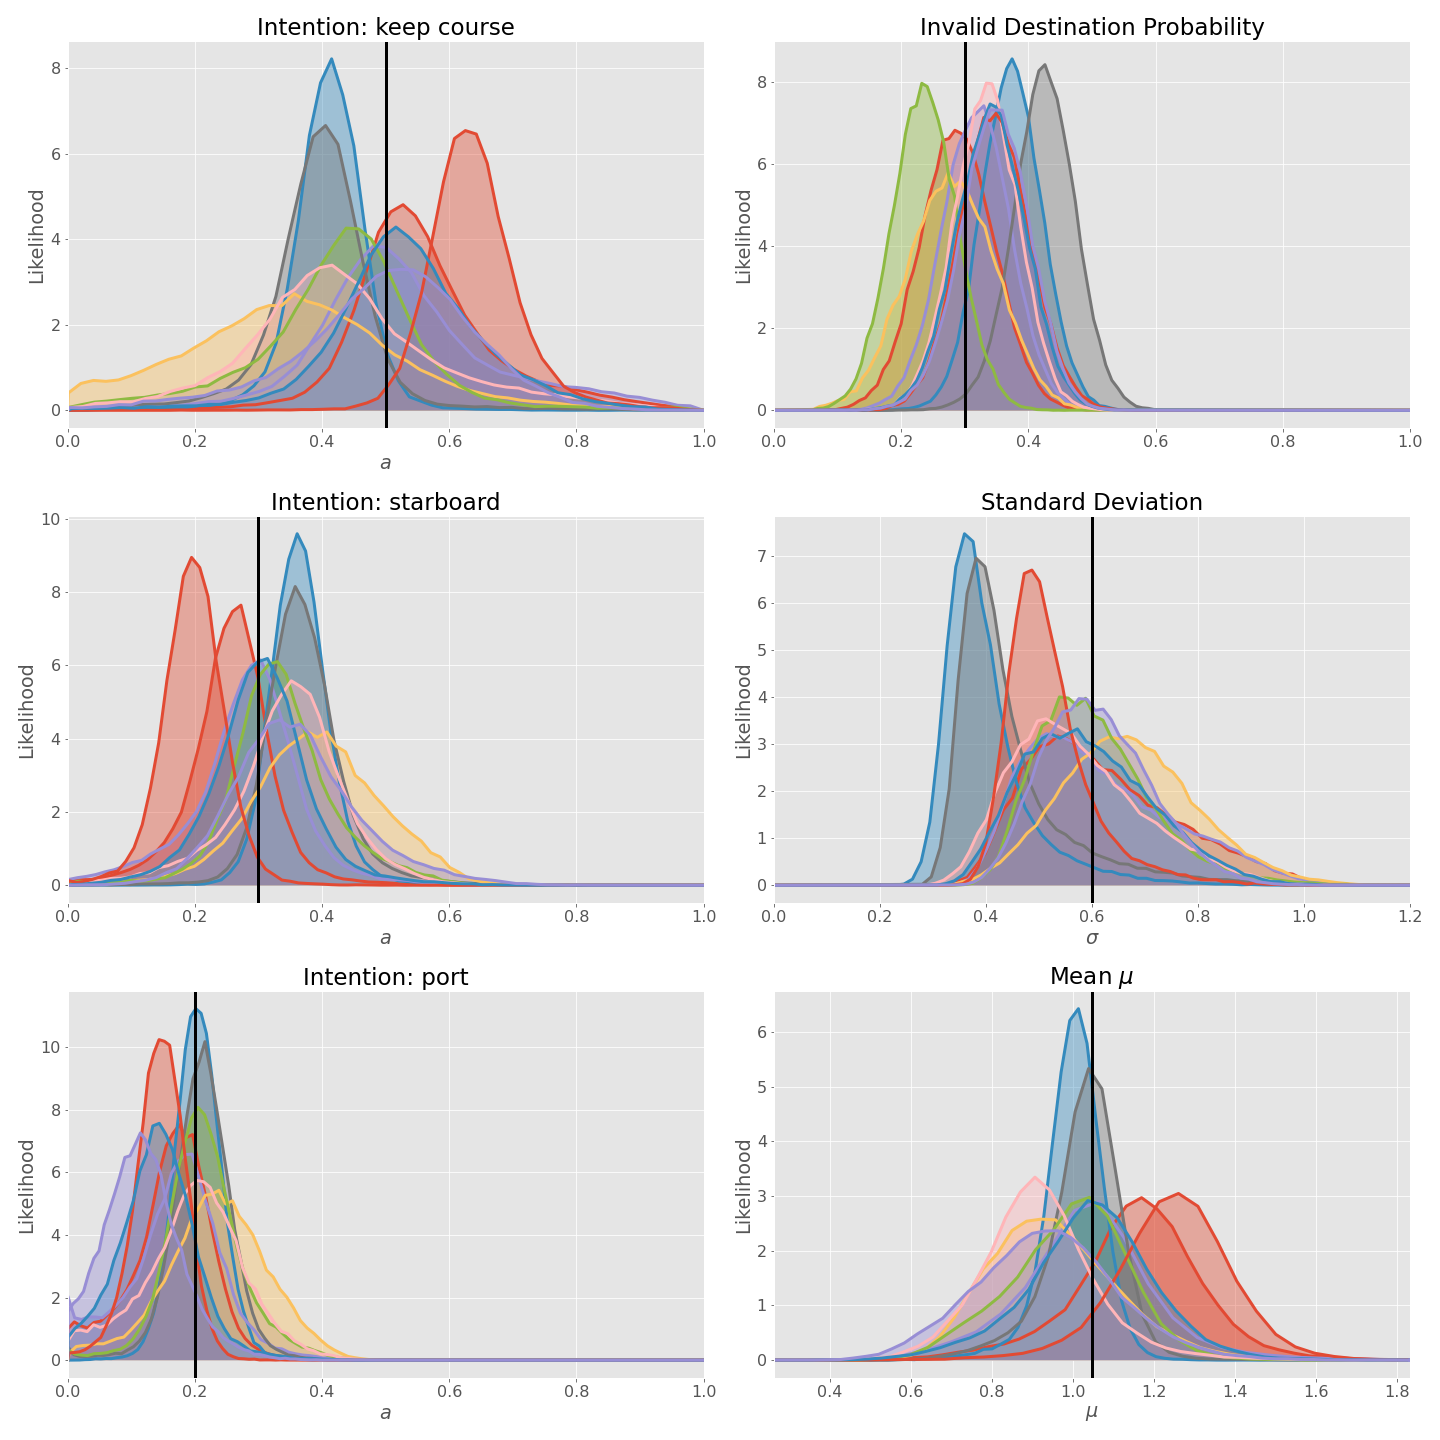 Intention: keep course
Likelihood
8
6
4
2
0
0.0 0.2 0.4 0.6 0.8 1.0
a
Invalid Destination Probability
Likelihood
8
6
4
2
0
0.0 0.2 0.4 0.6 0.8 1.0
Intention: starboard
Likelihood
10
8
6
4
2
0
0.0 0.2 0.4 0.6 0.8 1.0
a
Standard Deviation
Likelihood
7
6
5
4
3
2
1
0
0.0 0.2 0.4 0.6 0.8 1.0 1.2
σ
Intention: port
Likelihood
10
8
6
4
2
0
0.0 0.2 0.4 0.6 0.8 1.0
a
Mean μ
Likelihood
6
5
4
3
2
1
0
0.4 0.6 0.8 1.0 1.2 1.4 1.6 1.8
μ